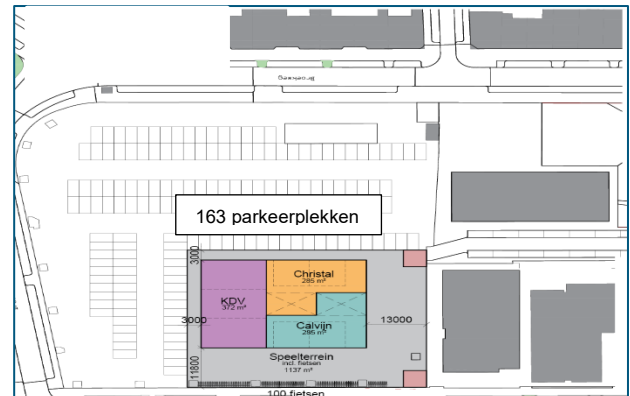 Broekweg
163 parkeerplekken
3000
Christal
285 m²
KDV
372 m²
3000
13000
Calvijn
285 m²
Speelterrein
incl. fietsen
1137 m²
11800
100 fietsen